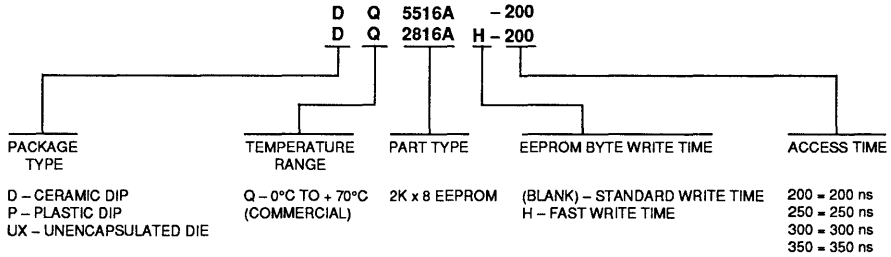 D Q 5516A -200
D Q 2816A H - 200
PACKAGE
TYPE
D – CERAMIC DIP
P – PLASTIC DIP
UX – UNENCAPSULATED DIE
TEMPERATURE
RANGE
Q – 0°C TO + 70°C
(COMMERCIAL)
PART TYPE
2K x 8 EEPROM
EEPROM BYTE WRITE TIME
(BLANK) – STANDARD WRITE TIME
H – FAST WRITE TIME
ACCESS TIME
200 = 200 ns
250 = 250 ns
300 = 300 ns
350 = 350 ns